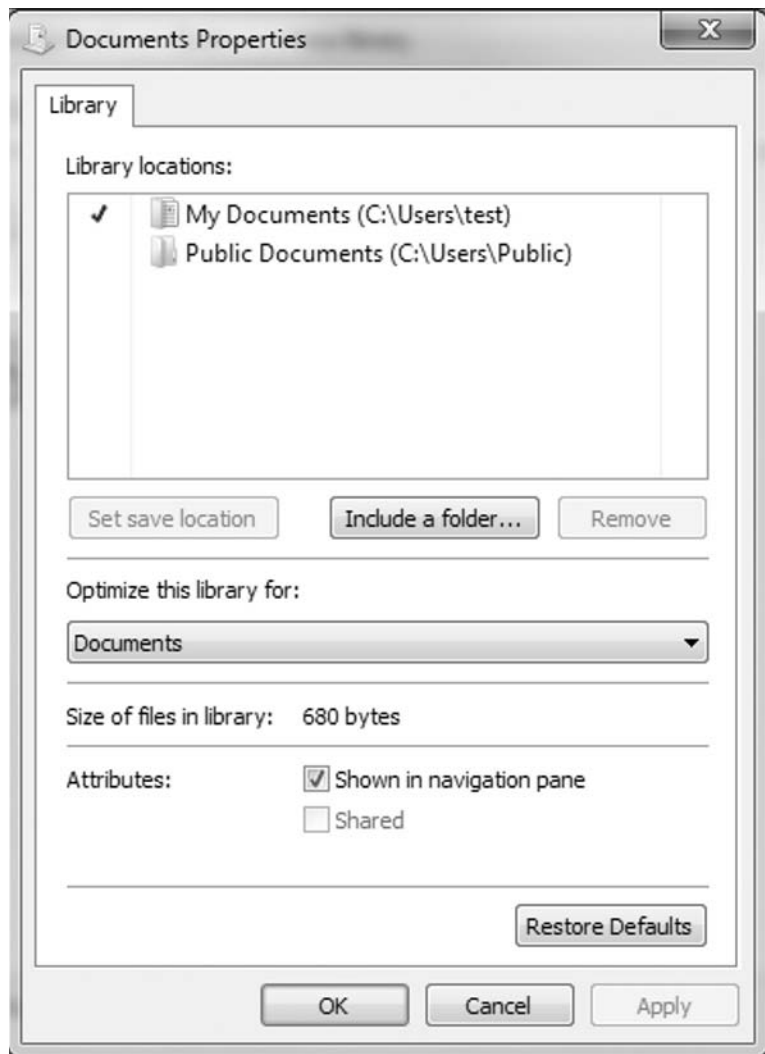 Documents Properties
Library
Library locations:
My Documents (C:\Users\test)
Public Documents (C:\Users\Public)
Set save location Include a folder... Remove
Optimize this library for:
Documents
Size of files in library: 680 bytes
Attributes: Shown in navigation pane
Shared
Restore Defaults
OK Cancel Apply